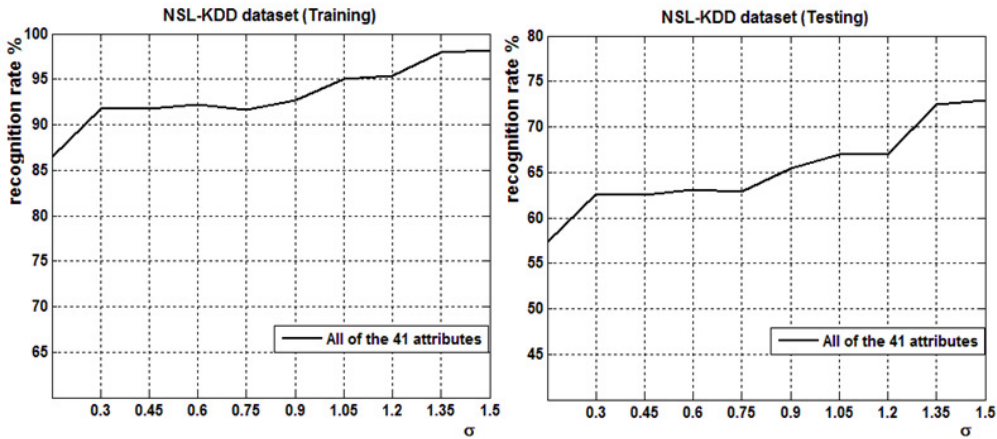 NSL-KDD dataset (Training)
recognition rate %
100
95
90
85
80
75
70
65
All of the 41 attributes
0.3 0.45 0.6 0.75 0.9 1.05 1.2 1.35 1.5
σ
NSL-KDD dataset (Testing)
recognition rate %
80
75
70
65
60
55
50
45
All of the 41 attributes
0.3 0.45 0.6 0.75 0.9 1.05 1.2 1.35 1.5
σ